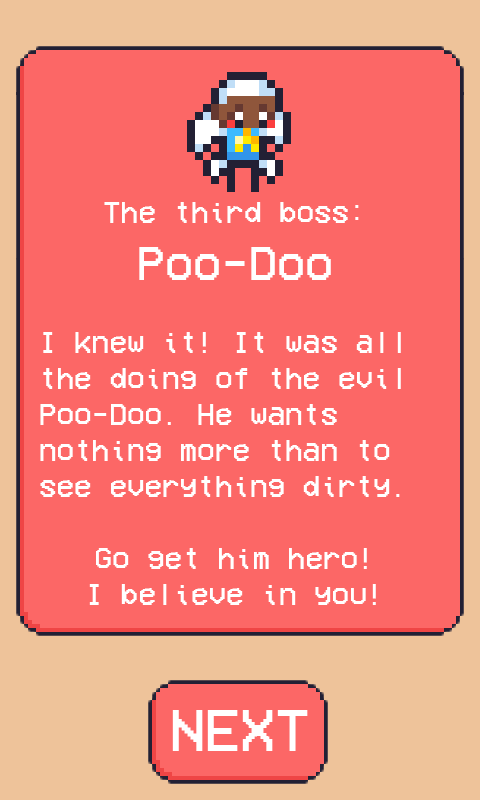 The third boss:
Poo-Doo
I knew it! It was all
the doing of the evil
Poo-Doo. He wants
nothing more than to
see everything dirty.
Go get him hero!
I believe in you!
NEXT